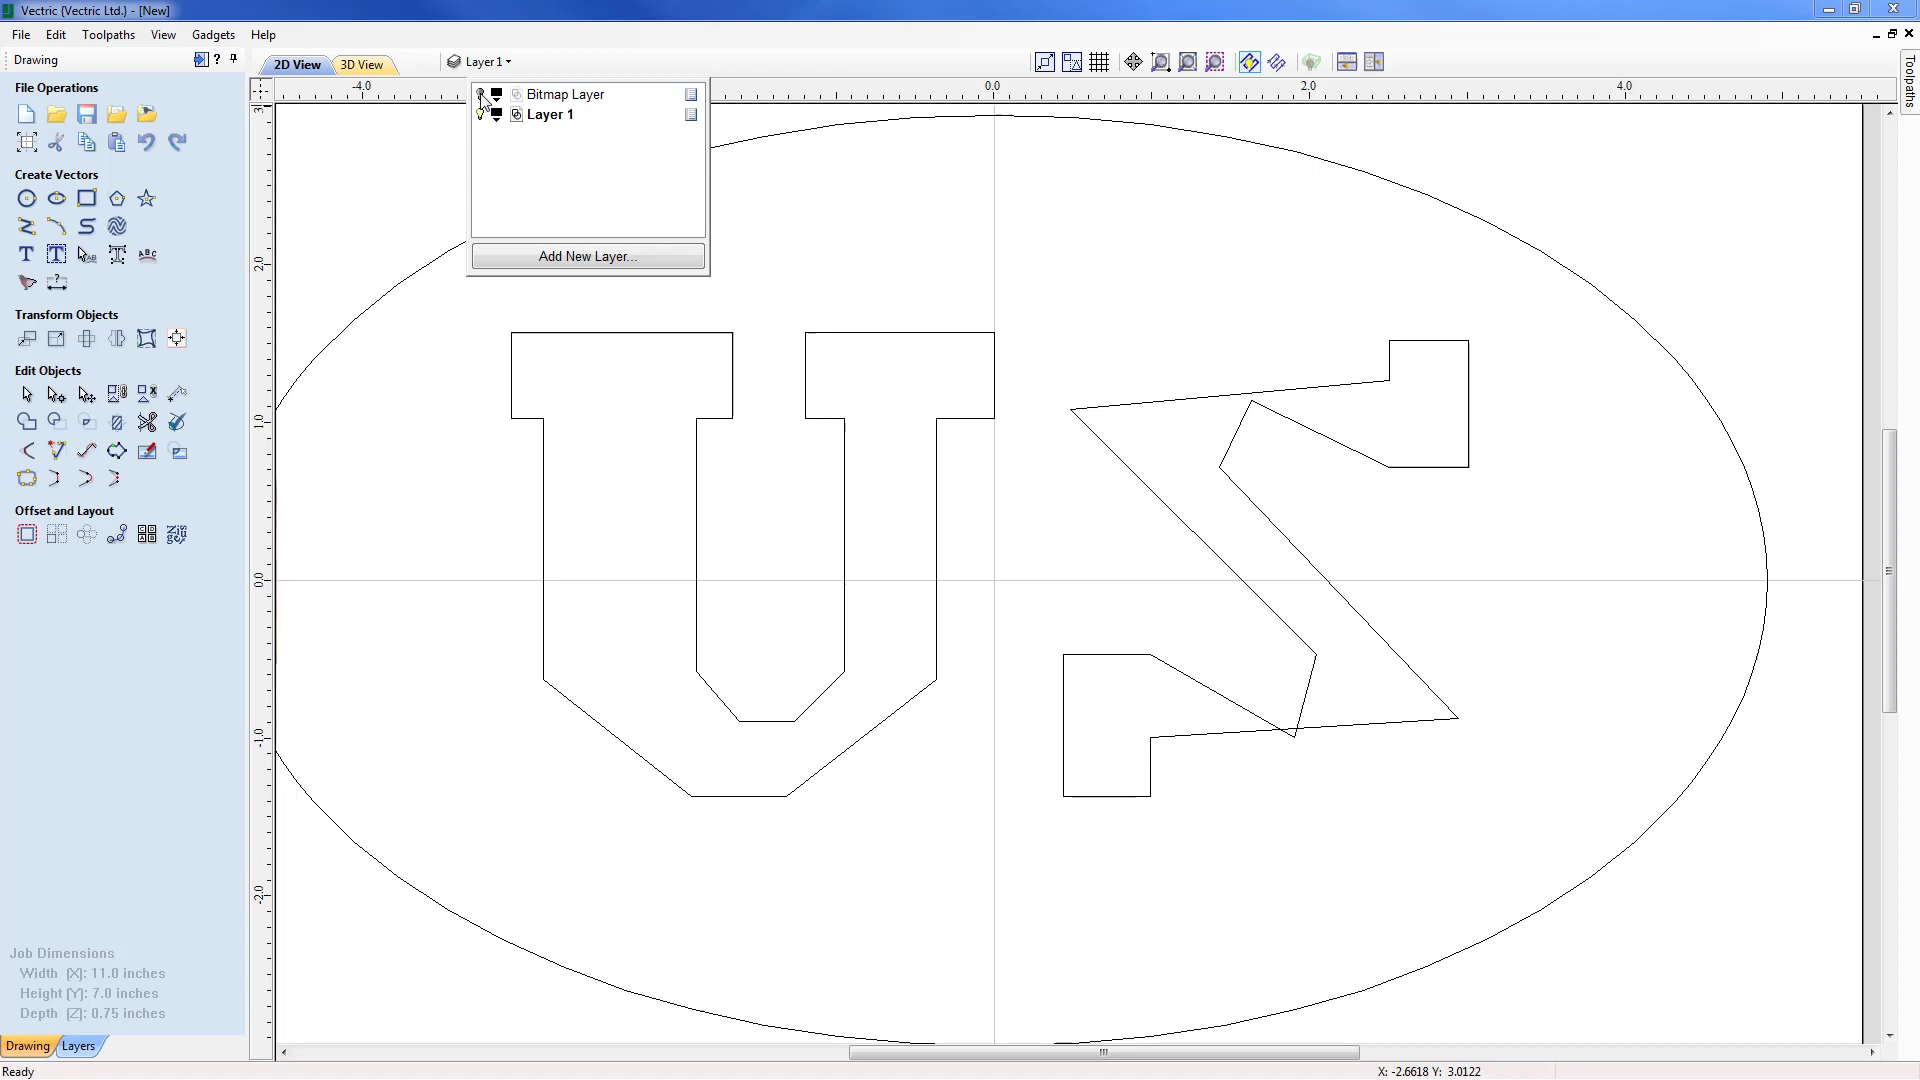 Vectric {Vectric Ltd.} - [New]
File Edit Toolpaths View Gadgets Help
Drawing
2D View
3D View
Layer 1
File Operations
Create Vectors
Transform Objects
Edit Objects
Offset and Layout
Bitmap Layer
Layer 1
Add New Layer...
-4.0
0.0
2.0
4.0
3
2.0
1.0
0.0
-1.0
-2.0
Toolpaths
Job Dimensions
Width (X): 11.0 inches
Height (Y): 7.0 inches
Depth (Z): 0.75 inches
Drawing
Layers
Ready
X: -2.6618 Y: 3.0122